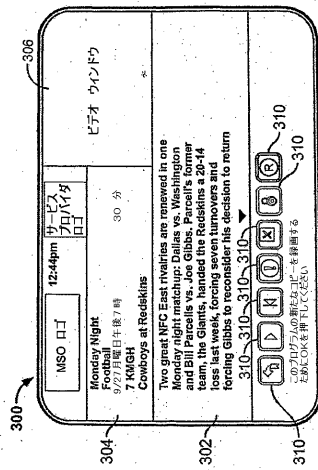 300
306
MSO ロゴ
12:44pm
サービス
プロバイダ
ロゴ
ビデオ ウィンドウ
304
Monday Night
Football
9/27月曜日午後7時
30 分
7 KMGH
Cowboys at Redskins
302
Two great NFC East rivalries are renewed in one
Monday night matchup: Dallas vs. Washington
and Bill Parcells vs. Joe Gibbs. Parcell's former
team, the Giants, handed the Redskins a 20-14
loss last week, forcing seven turnovers and
forcing Gibbs to reconsider his decision to return
310
310
310
310
310
310
R
このプログラムの新たなコピーを録画する
ためにOKを押下してください
310